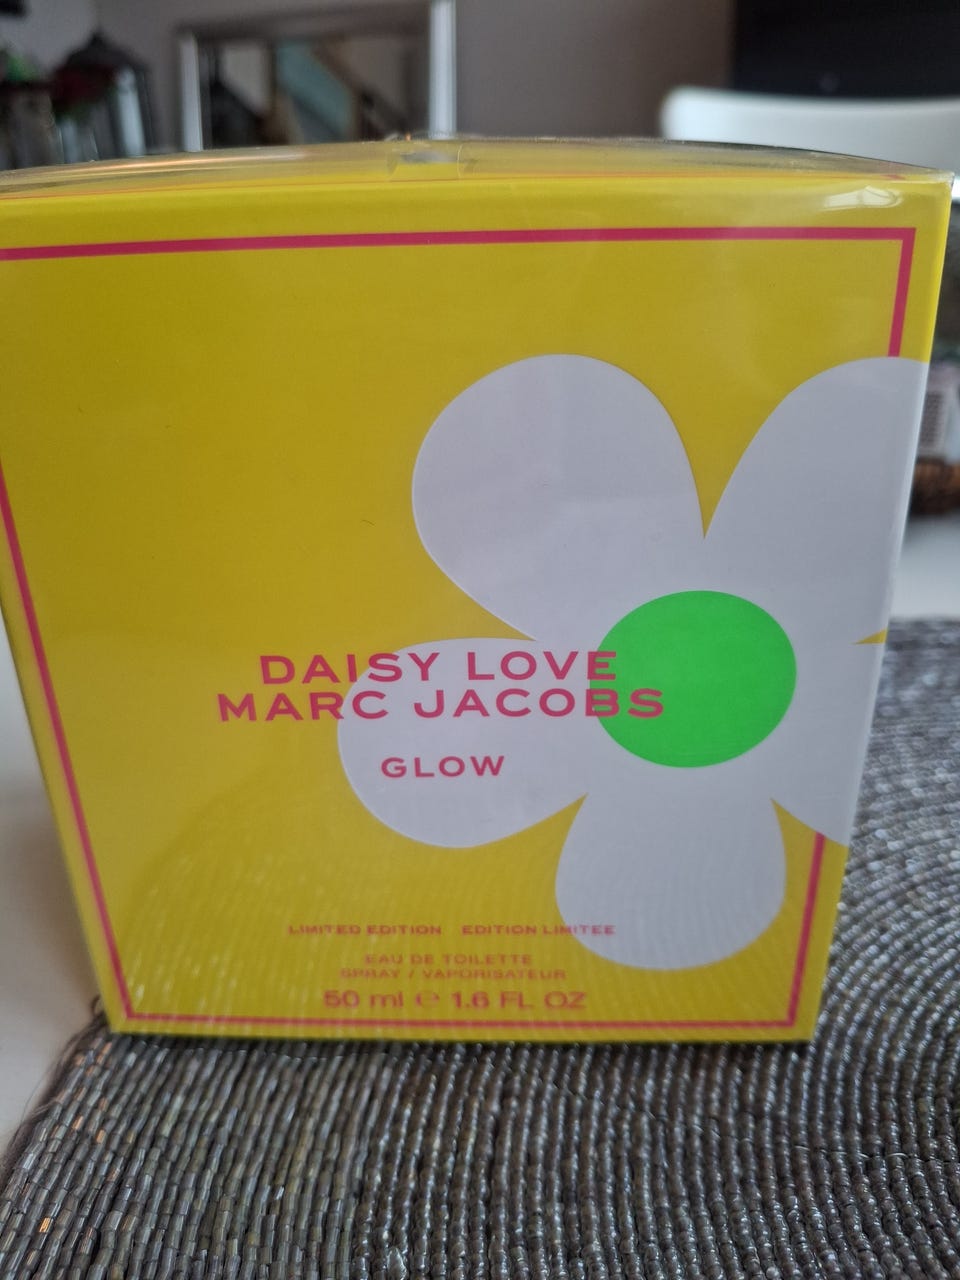 DAISY LOVE
MARC JACOBS
GLOW
LIMITED EDITION EDITION LIMITEE
EAU DE TOILETTE
SPRAY / VAPORISATEUR
50 ml e 1.6 FL OZ